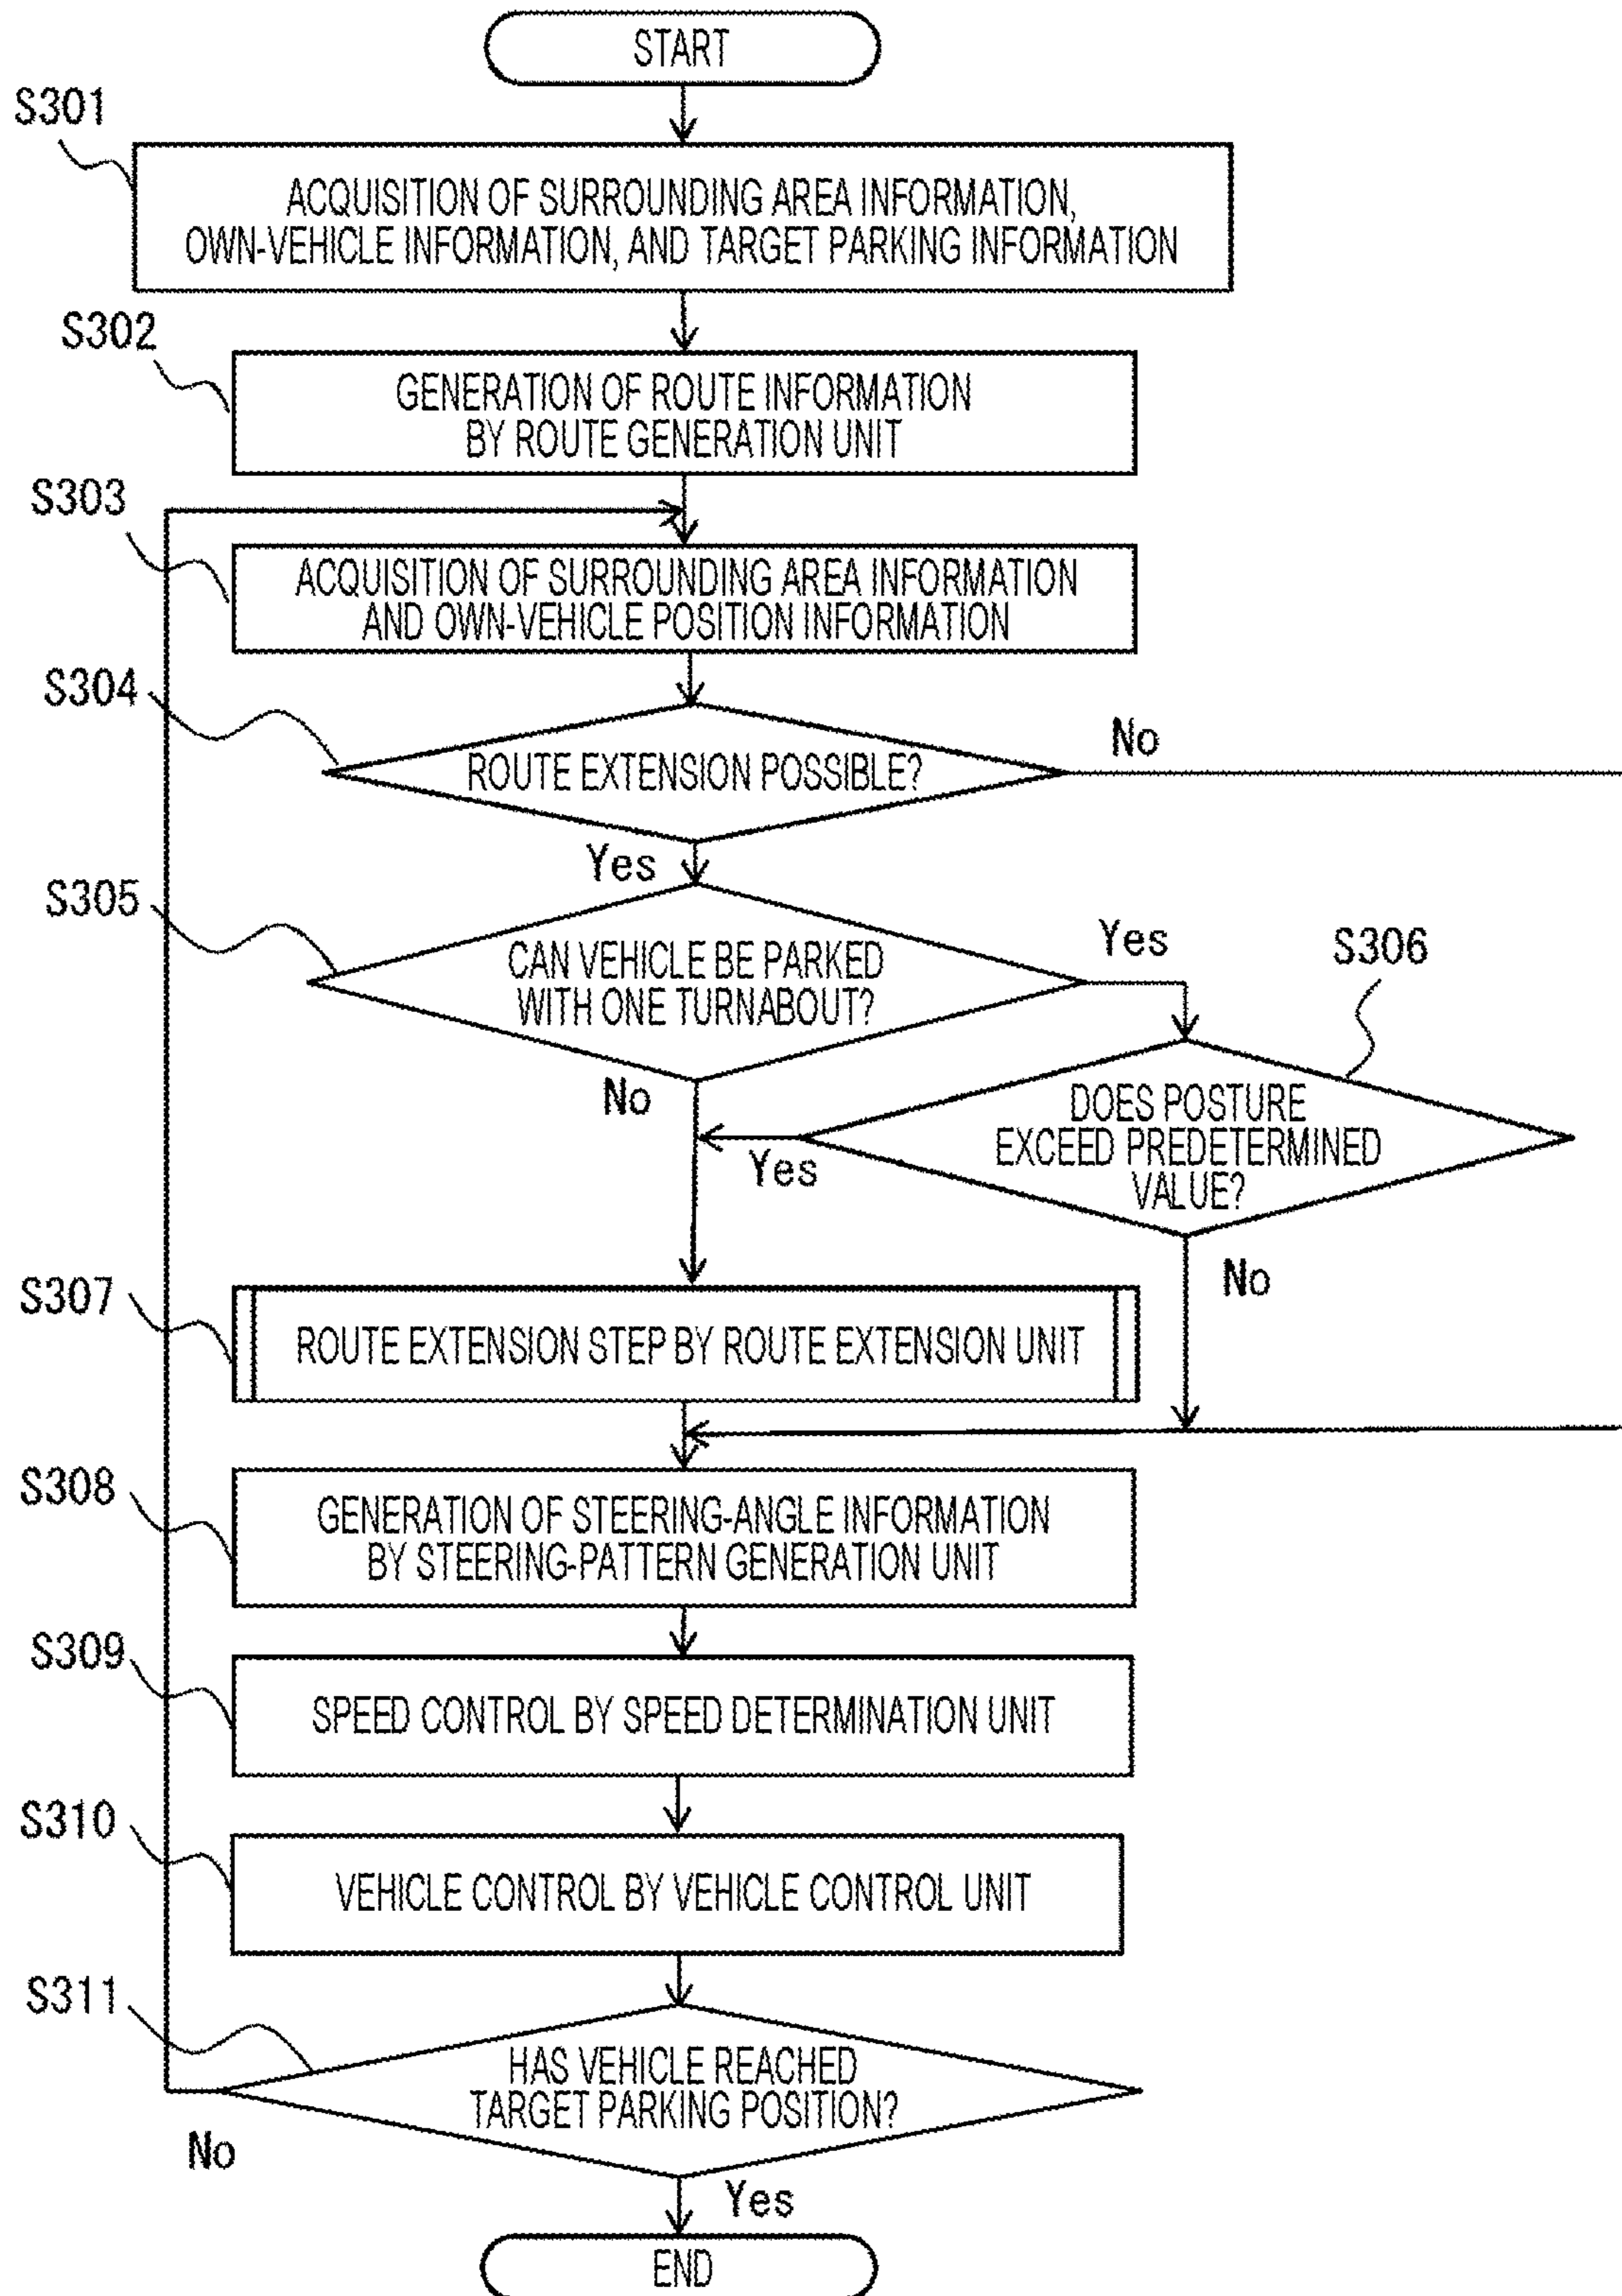 START
S301
ACQUISITION OF SURROUNDING AREA INFORMATION,
OWN-VEHICLE INFORMATION, AND TARGET PARKING INFORMATION
S302
GENERATION OF ROUTE INFORMATION
BY ROUTE GENERATION UNIT
S303
ACQUISITION OF SURROUNDING AREA INFORMATION
AND OWN-VEHICLE POSITION INFORMATION
S304
ROUTE EXTENSION POSSIBLE?
No
Yes
S305
CAN VEHICLE BE PARKED
WITH ONE TURNABOUT?
Yes
No
S306
DOES POSTURE
EXCEED PREDETERMINED
VALUE?
Yes
No
S307
ROUTE EXTENSION STEP BY ROUTE EXTENSION UNIT
S308
GENERATION OF STEERING-ANGLE INFORMATION
BY STEERING-PATTERN GENERATION UNIT
S309
SPEED CONTROL BY SPEED DETERMINATION UNIT
S310
VEHICLE CONTROL BY VEHICLE CONTROL UNIT
S311
HAS VEHICLE REACHED
TARGET PARKING POSITION?
No
Yes
END